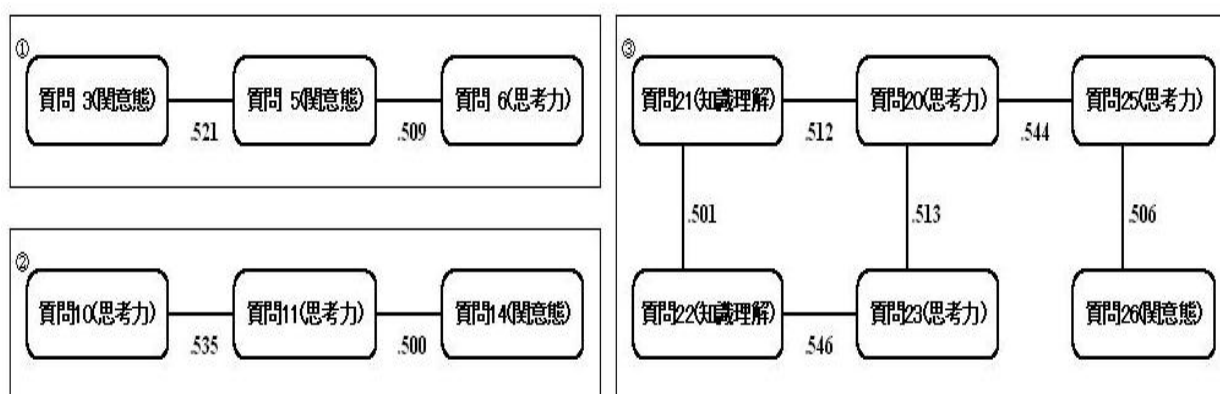 ①
質問 3(関意態)
質問 5(関意態)
質問 6(思考力)
.521
.509
②
質問10(思考力)
質問11(思考力)
質問14(関意態)
.535
.500
③
質問21(知識理解)
質問20(思考力)
質問25(思考力)
.512
.544
.501
.513
.506
質問22(知識理解)
質問23(思考力)
質問26(関意態)
.546